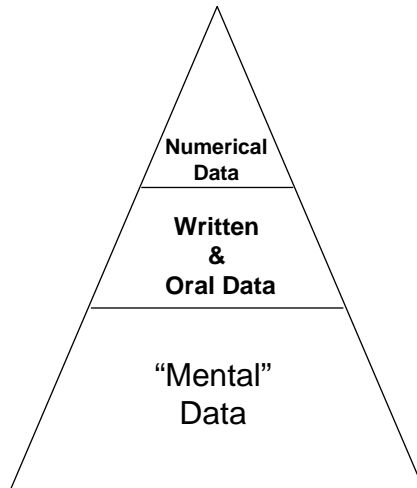 Numerical
Data
Written
&
Oral Data
“Mental”
Data